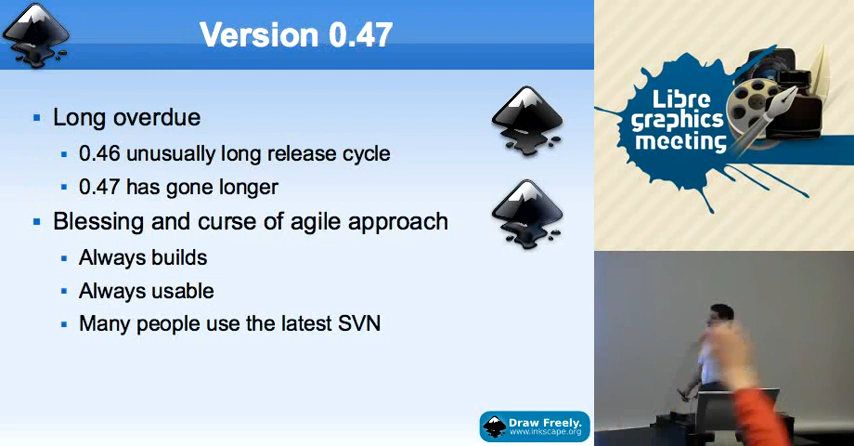 Version 0.47
Long overdue
0.46 unusually long release cycle
0.47 has gone longer
Blessing and curse of agile approach
Always builds
Always usable
Many people use the latest SVN
Draw Freely.
www.inkscape.org
Libre
graphics
meeting